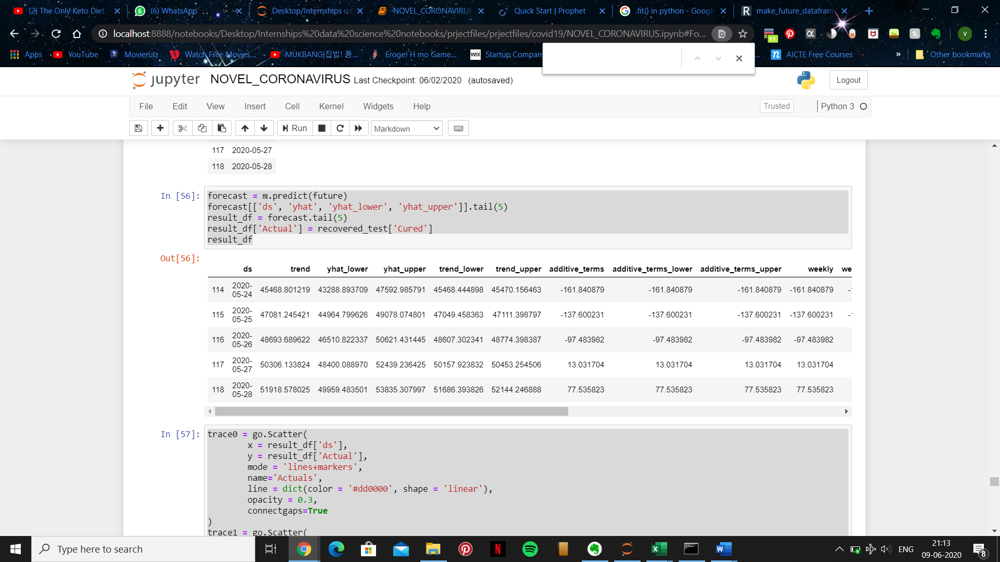 (2) The Only Keto Diet
(6) WhatsApp
Desktop/Internships da
NOVEL_CORONAVIRUS
Quick Start | Prophet
.fit() in python - Google
make_future_datafram
localhost:8888/notebooks/Desktop/Internships%20data%20science%20notebooks/prjectfiles/prjectfiles/covid19/NOVEL_CORONAVIRUS.ipynb#Fo...
11
V
Apps
YouTube
Movierulz
Watch Free Movies...
MUKBANG|집밥! 통...
Eroge! H mo Game...
WIX Startup Company
AICTE Free Courses
»
Other bookmarks
jupyter NOVEL_CORONAVIRUS Last Checkpoint: 06/02/2020 (autosaved)
Logout
File Edit View Insert Cell Kernel Widgets Help
Trusted
Python 3
Run
Markdown
117 2020-05-27
118 2020-05-28
In [56]: forecast = m.predict(future)
forecast[['ds', 'yhat', 'yhat_lower', 'yhat_upper']].tail(5)
result_df = forecast.tail(5)
result_df['Actual'] = recovered_test['Cured']
result_df
Out[56]:
ds trend yhat_lower yhat_upper trend_lower trend_upper additive_terms additive_terms_lower additive_terms_upper weekly we
114 2020-05-24 45468.801219 43288.893709 47592.985791 45468.444898 45470.156463 -161.840879 -161.840879 -161.840879 -161.840879 -
115 2020-05-25 47081.245421 44964.799626 49078.074801 47049.458363 47111.398797 -137.600231 -137.600231 -137.600231 -137.600231 -
116 2020-05-26 48693.689622 46510.822337 50621.431445 48607.302341 48774.398387 -97.483982 -97.483982 -97.483982 -97.483982
117 2020-05-27 50306.133824 48400.088970 52439.236425 50157.923832 50453.254506 13.031704 13.031704 13.031704 13.031704
118 2020-05-28 51918.578025 49959.483501 53835.307997 51686.393826 52144.246888 77.535823 77.535823 77.535823 77.535823
In [57]: trace0 = go.Scatter(
x = result_df['ds'],
y = result_df['Actual'],
mode = 'lines+markers',
name='Actuals',
line = dict(color = '#dd0000', shape = 'linear'),
opacity = 0.3,
connectgaps=True
)
trace1 = go.Scatter(
Type here to search
ENG
21:13
09-06-2020
8